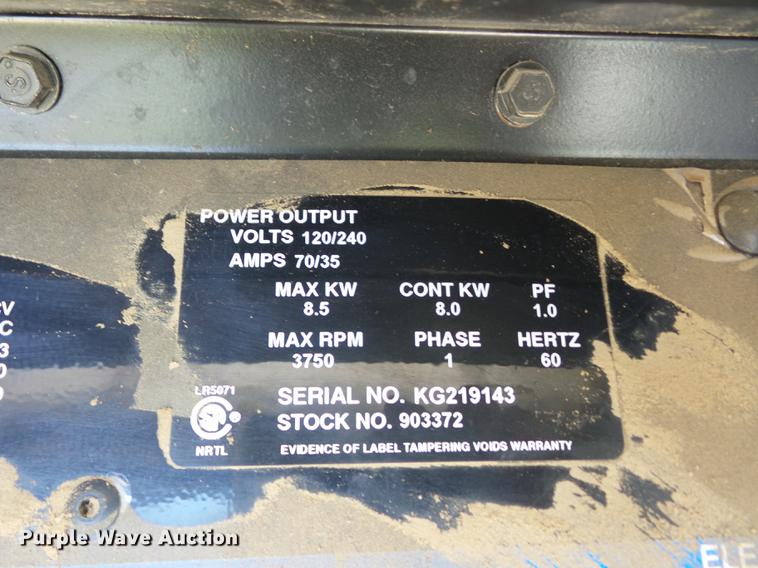 POWER OUTPUT
VOLTS 120/240
AMPS 70/35
MAX KW CONT KW PF
8.5 8.0 1.0
MAX RPM PHASE HERTZ
3750 1 60
LR5071
SERIAL NO. KG219143
STOCK NO. 903372
NRTL EVIDENCE OF LABEL TAMPERING VOIDS WARRANTY
Purple Wave Auction